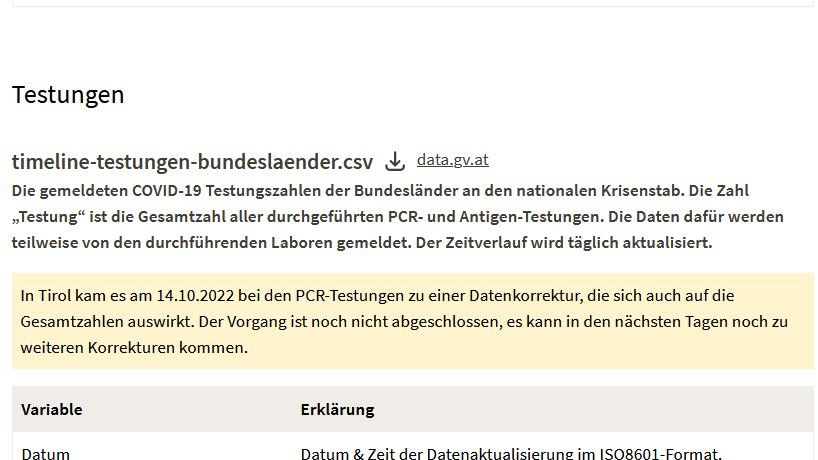 Testungen
timeline-testungen-bundeslaender.csv data.gv.at
Die gemeldeten COVID-19 Testungszahlen der Bundesländer an den nationalen Krisenstab. Die Zahl
„Testung“ ist die Gesamtzahl aller durchgeführten PCR- und Antigen-Testungen. Die Daten dafür werden
teilweise von den durchführenden Laboren gemeldet. Der Zeitverlauf wird täglich aktualisiert.
In Tirol kam es am 14.10.2022 bei den PCR-Testungen zu einer Datenkorrektur, die sich auch auf die
Gesamtzahlen auswirkt. Der Vorgang ist noch nicht abgeschlossen, es kann in den nächsten Tagen noch zu
weiteren Korrekturen kommen.
Variable Erklärung
Datum Datum & Zeit der Datenaktualisierung im ISO8601-Format.